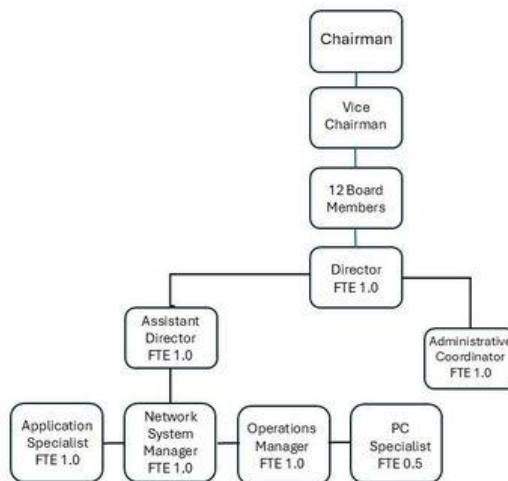 Chairman
Vice
Chairman
12 Board
Members
Director
FTE 1.0
Assistant
Director
FTE 1.0
Administrative
Coordinator
FTE 1.0
Application
Specialist
FTE 1.0
Network
System
Manager
FTE 1.0
Operations
Manager
FTE 1.0
PC
Specialist
FTE 0.5